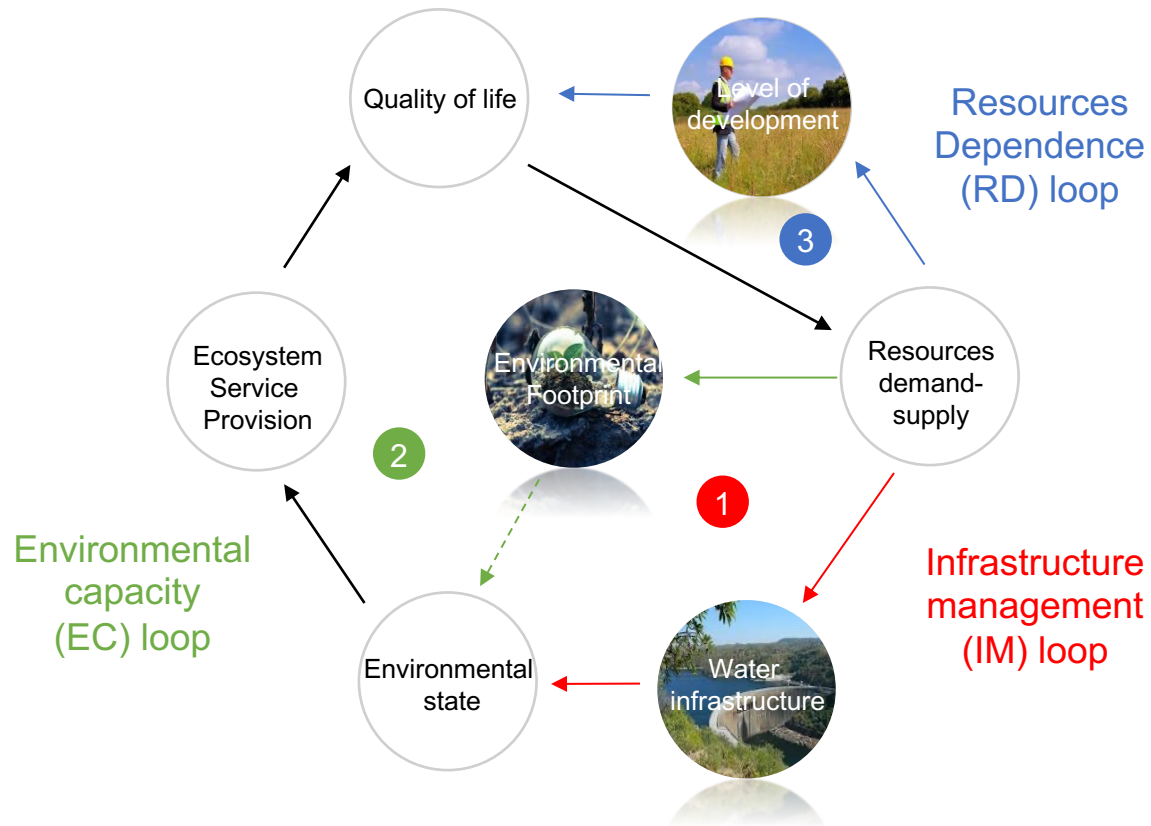 Quality of life
Level of
development
Resources
Dependence
(RD) loop
3
Ecosystem
Service
Provision
Environmental
Footprint
Resources
demand-
supply
2
1
Environmental
capacity
(EC) loop
Environmental
state
Water
infrastructure
Infrastructure
management
(IM) loop